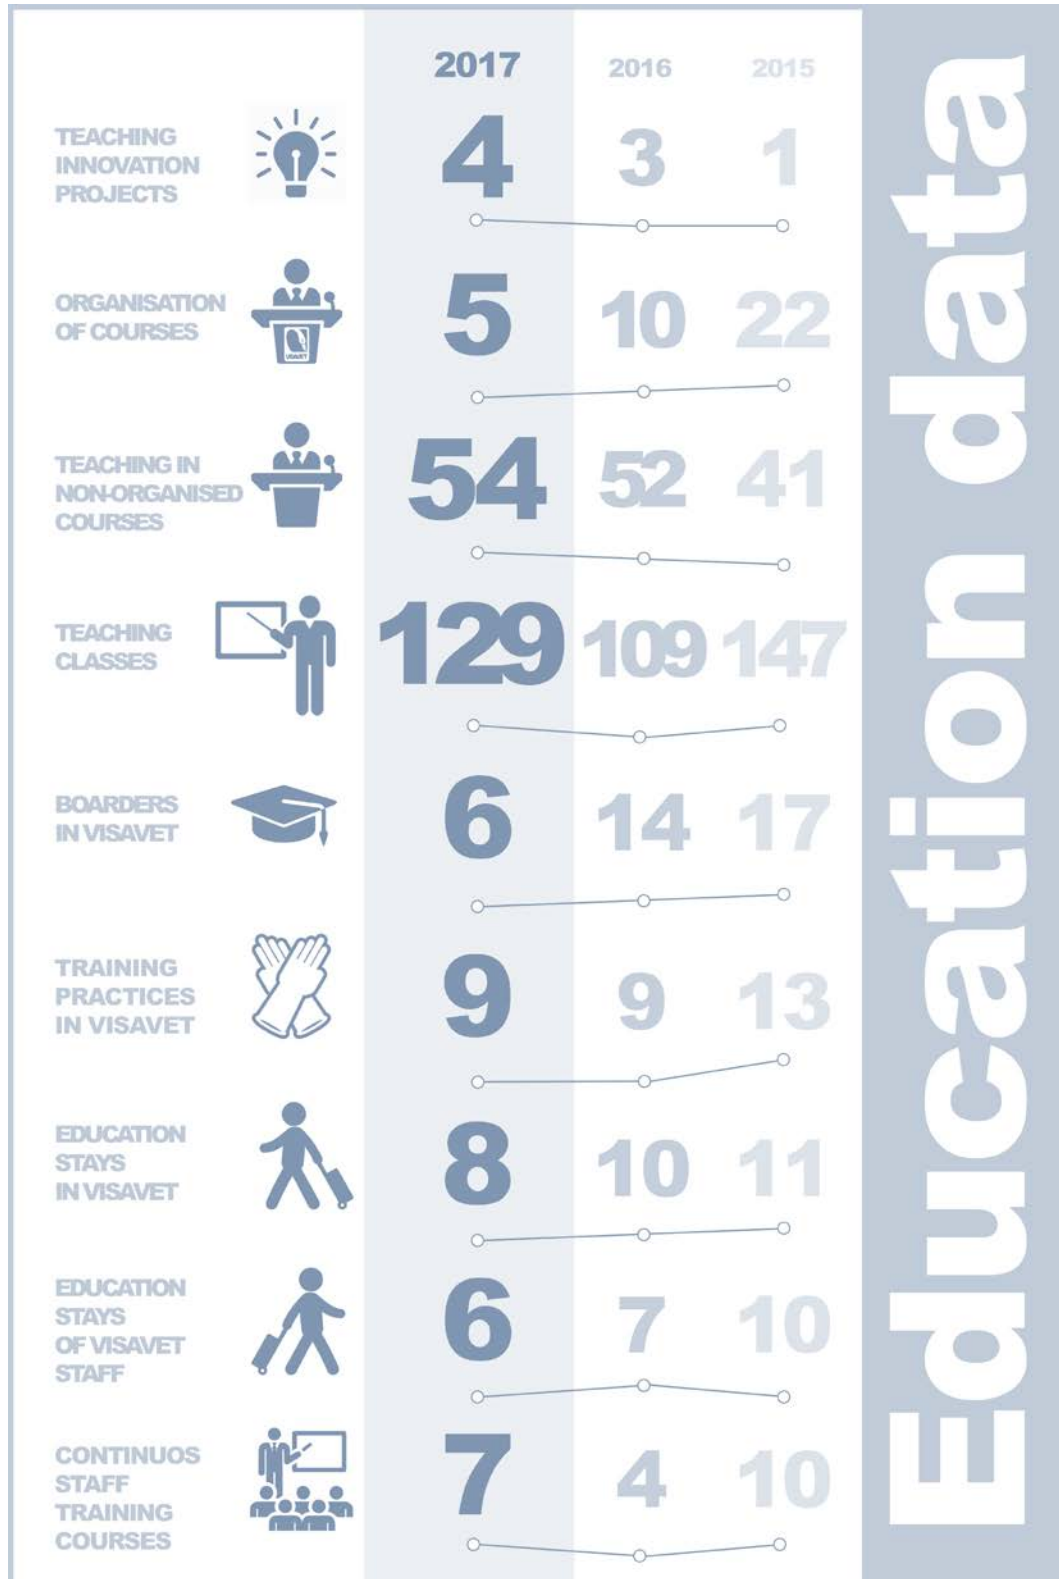 2017 2016 2015
TEACHING
INNOVATION
PROJECTS
4 3 1
ORGANISATION
OF COURSES
VISAVET
5 10 22
TEACHING IN
NON-ORGANISED
COURSES
54 52 41
TEACHING
CLASSES
129 109 147
BOARDERS
IN VISAVET
6 14 17
TRAINING
PRACTICES
IN VISAVET
9 9 13
EDUCATION
STAYS
IN VISAVET
8 10 11
EDUCATION
STAYS
OF VISAVET
STAFF
6 7 10
CONTINUOS
STAFF
TRAINING
COURSES
7 4 10
Education data